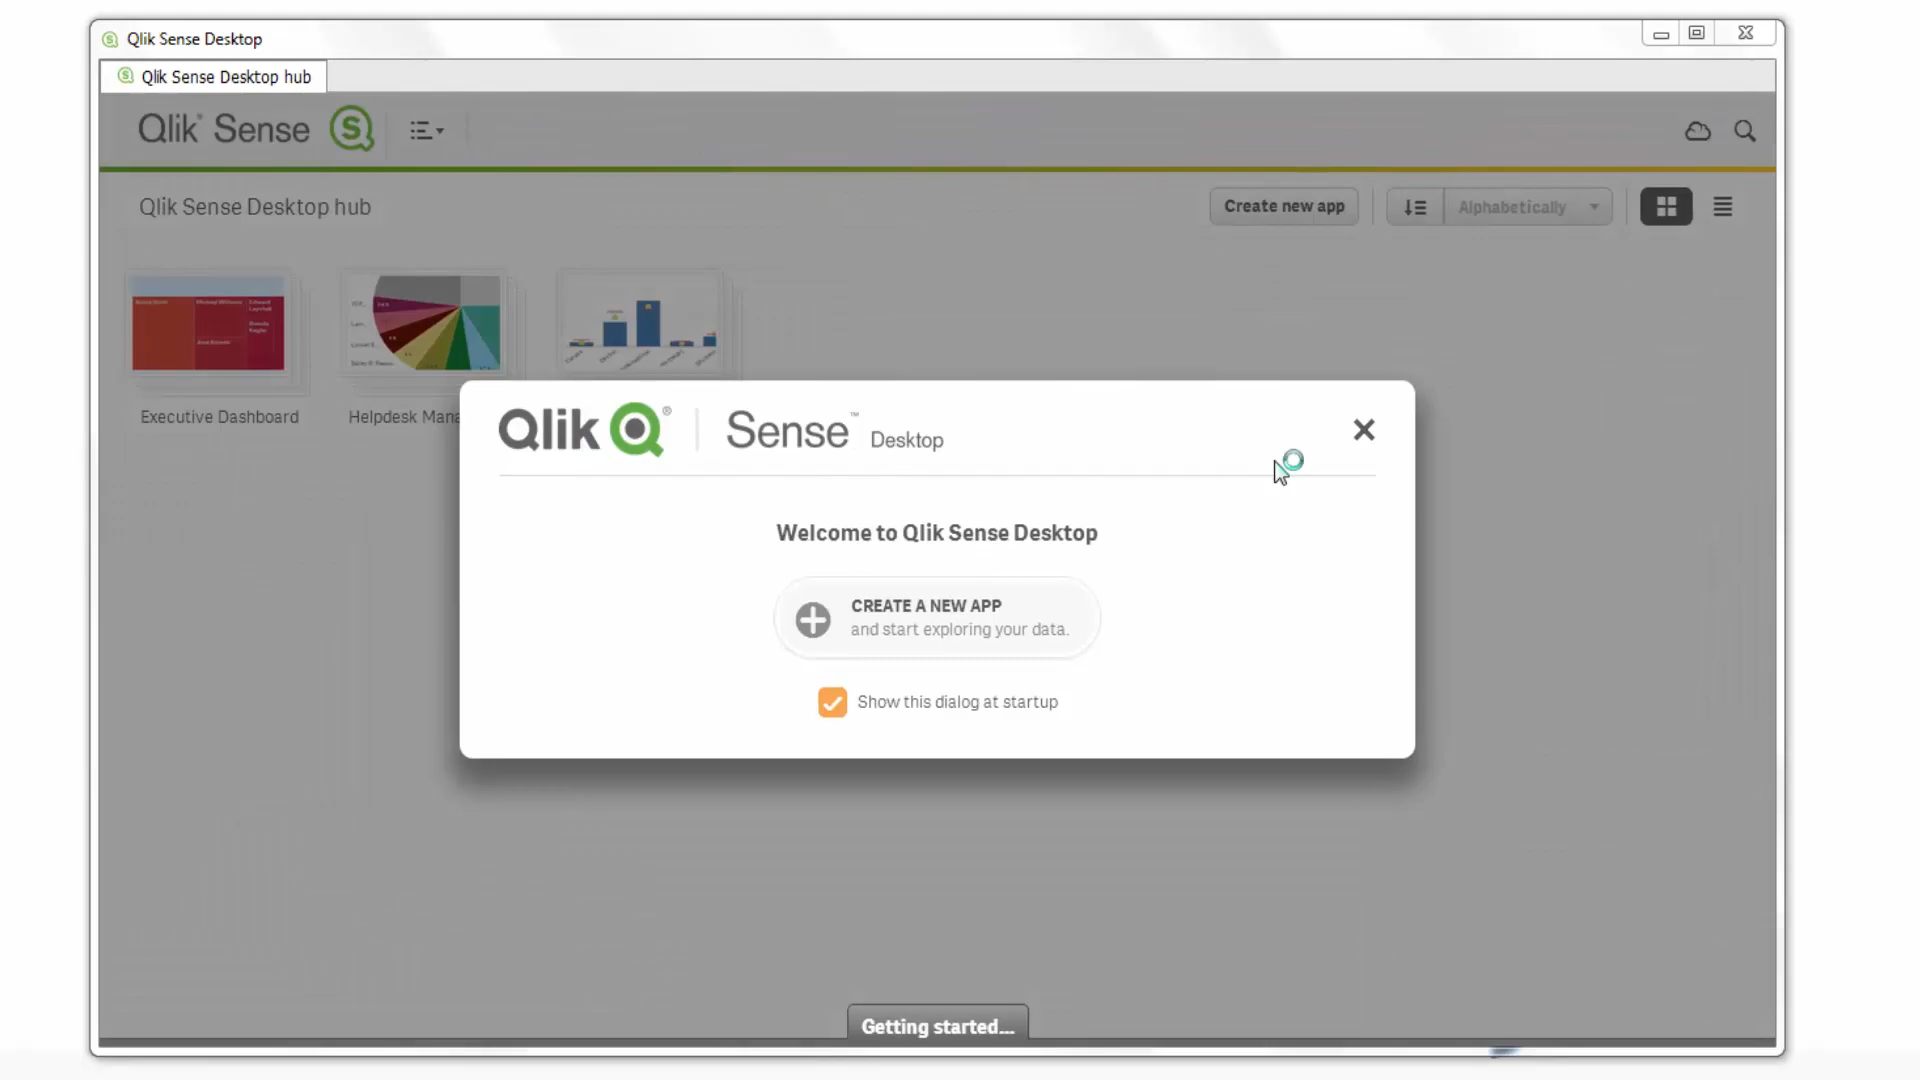 Qlik Sense Desktop
Qlik Sense Desktop hub
Qlik® Sense
Qlik Sense Desktop hub
Create new app
Alphabetically
Executive Dashboard
Helpdesk Mana
Qlik® Sense™ Desktop
Welcome to Qlik Sense Desktop
CREATE A NEW APP
and start exploring your data.
Show this dialog at startup
Getting started...